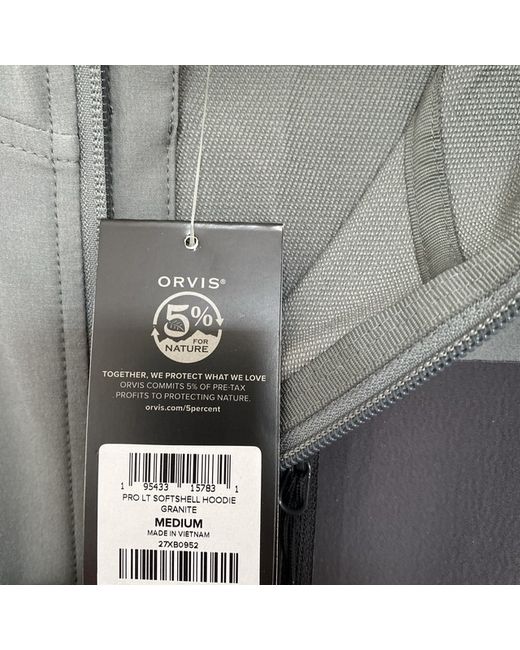 ORVIS®
5%
FOR
NATURE
TOGETHER, WE PROTECT WHAT WE LOVE
ORVIS COMMITS 5% OF PRE-TAX
PROFITS TO PROTECTING NATURE.
orvis.com/5percent
1 95433 15783 1
PRO LT SOFTSHELL HOODIE
GRANITE
MEDIUM
MADE IN VIETNAM
27XB0952